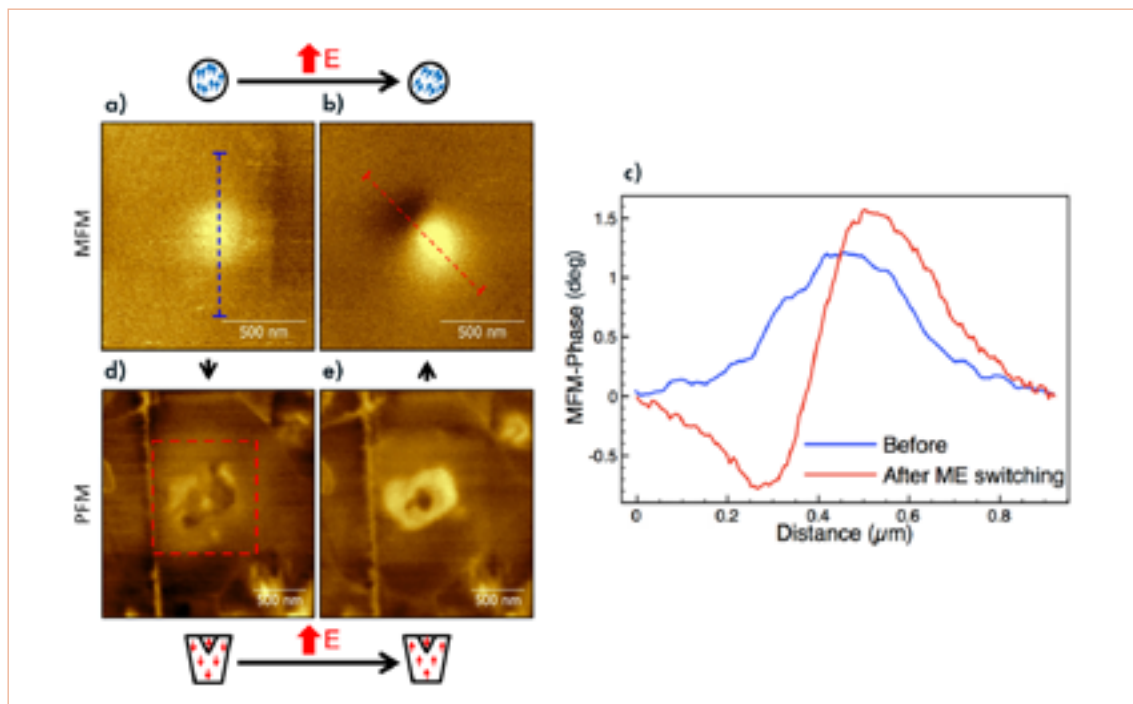 E
a)
b)
MFM
500 nm
500 nm
d)
e)
PFM
500 nm
500 nm
E
c)
MFM-Phase (deg)
1.5
1
0.5
0
-0.5
Before
After ME switching
0
0.2
0.4
0.6
0.8
Distance (µm)